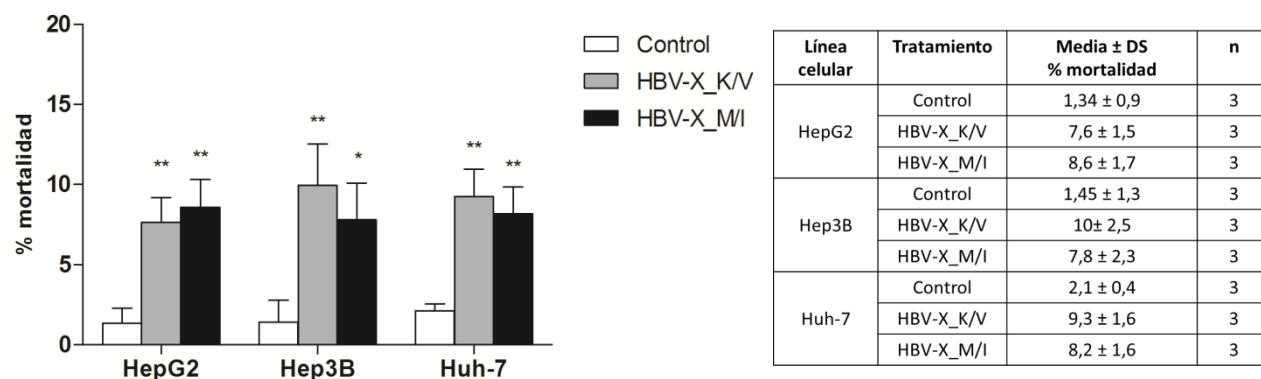 20
15
10
5
0
% mortalidad
** **
** *
** **
HepG2 Hep3B Huh-7
Control
HBV-X_K/V
HBV-X_M/I
Línea celular Tratamiento Media ± DS % mortalidad n
HepG2
Control 1,34 ± 0,9 3
HBV-X_K/V 7,6 ± 1,5 3
HBV-X_M/I 8,6 ± 1,7 3
Hep3B
Control 1,45 ± 1,3 3
HBV-X_K/V 10± 2,5 3
HBV-X_M/I 7,8 ± 2,3 3
Huh-7
Control 2,1 ± 0,4 3
HBV-X_K/V 9,3 ± 1,6 3
HBV-X_M/I 8,2 ± 1,6 3